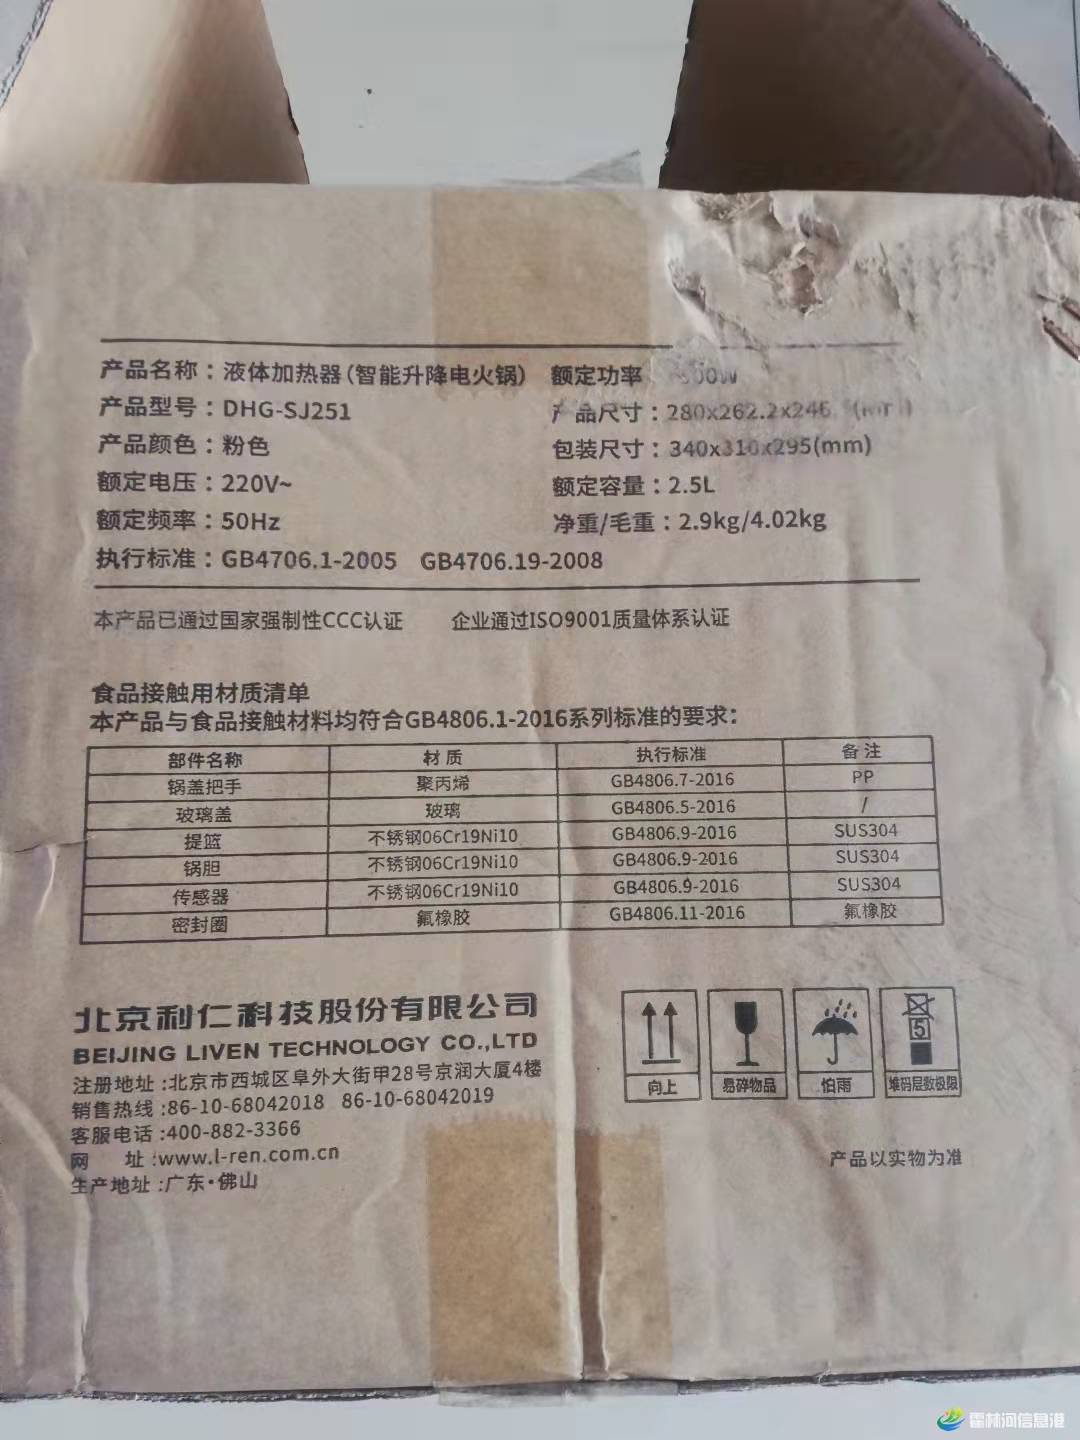 产品名称：液体加热器(智能升降电火锅) 额定功率
产品型号：DHG-SJ251 产品尺寸：280x262.2x246
产品颜色：粉色 包装尺寸：340x310x295(mm)
额定电压：220V~ 额定容量：2.5L
额定频率：50Hz 净重/毛重：2.9kg/4.02kg
执行标准：GB4706.1-2005 GB4706.19-2008
本产品已通过国家强制性CCC认证 企业通过ISO9001质量体系认证
食品接触用材质清单
本产品与食品接触材料均符合GB4806.1-2016系列标准的要求：
部件名称 材质 执行标准 备注
锅盖把手 聚丙烯 GB4806.7-2016 PP
玻璃盖 玻璃 GB4806.5-2016 /
提篮 不锈钢06Cr19Ni10 GB4806.9-2016 SUS304
锅胆 不锈钢06Cr19Ni10 GB4806.9-2016 SUS304
传感器 不锈钢06Cr19Ni10 GB4806.9-2016 SUS304
密封圈 氟橡胶 GB4806.11-2016 氟橡胶
北京利仁科技股份有限公司
BEIJING LIVEN TECHNOLOGY CO.,LTD
注册地址:北京市西城区阜外大街甲28号京润大厦4楼
销售热线:86-10-68042018 86-10-68042019
客服电话:400-882-3366
网 址:www.l-ren.com.cn
生产地址:广东·佛山
5
向上 易碎物品 怕雨 堆码层数极限
产品以实物为准
霍林河信息港